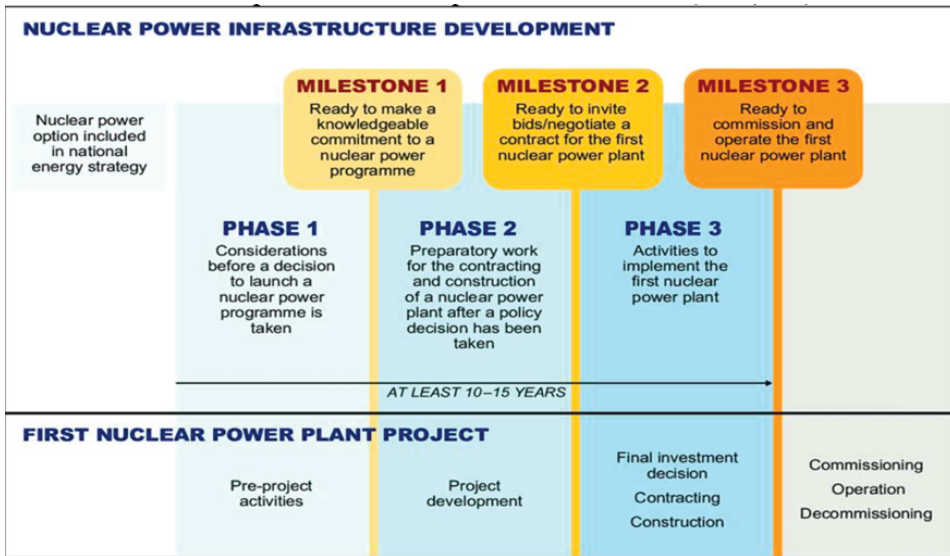 NUCLEAR POWER INFRASTRUCTURE DEVELOPMENT
Nuclear power
option included
in national
energy strategy
MILESTONE 1
Ready to make a
knowledgeable
commitment to a
nuclear power
programme
MILESTONE 2
Ready to invite
bids/negotiate a
contract for the first
nuclear power plant
MILESTONE 3
Ready to
commission and
operate the first
nuclear power plant
PHASE 1
Considerations
before a decision
to launch a
nuclear power
programme is
taken
PHASE 2
Preparatory work
for the contracting
and construction
of a nuclear power
plant after a policy
decision has been
taken
PHASE 3
Activities to
implement the
first nuclear
power plant
AT LEAST 10–15 YEARS
FIRST NUCLEAR POWER PLANT PROJECT
Pre-project
activities
Project
development
Final investment
decision
Contracting
Construction
Commissioning
Operation
Decommissioning